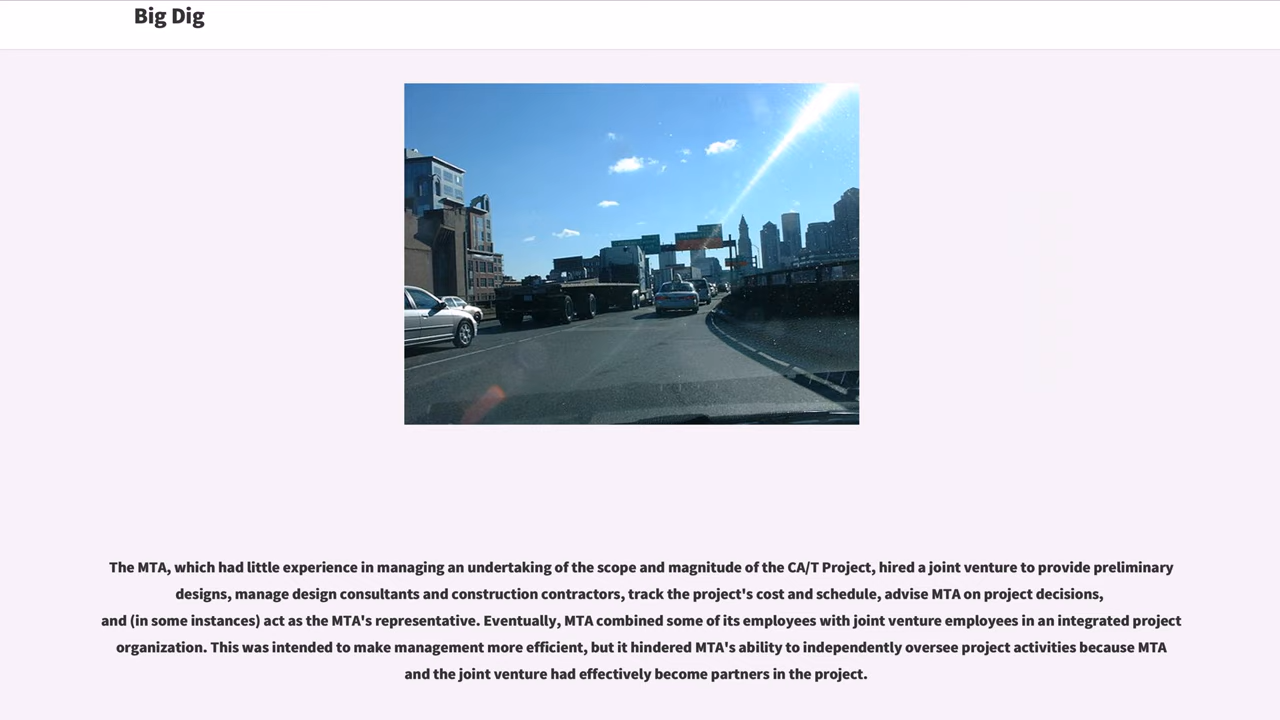 Big Dig
The MTA, which had little experience in managing an undertaking of the scope and magnitude of the CA/T Project, hired a joint venture to provide preliminary
designs, manage design consultants and construction contractors, track the project's cost and schedule, advise MTA on project decisions,
and (in some instances) act as the MTA's representative. Eventually, MTA combined some of its employees with joint venture employees in an integrated project
organization. This was intended to make management more efficient, but it hindered MTA's ability to independently oversee project activities because MTA
and the joint venture had effectively become partners in the project.